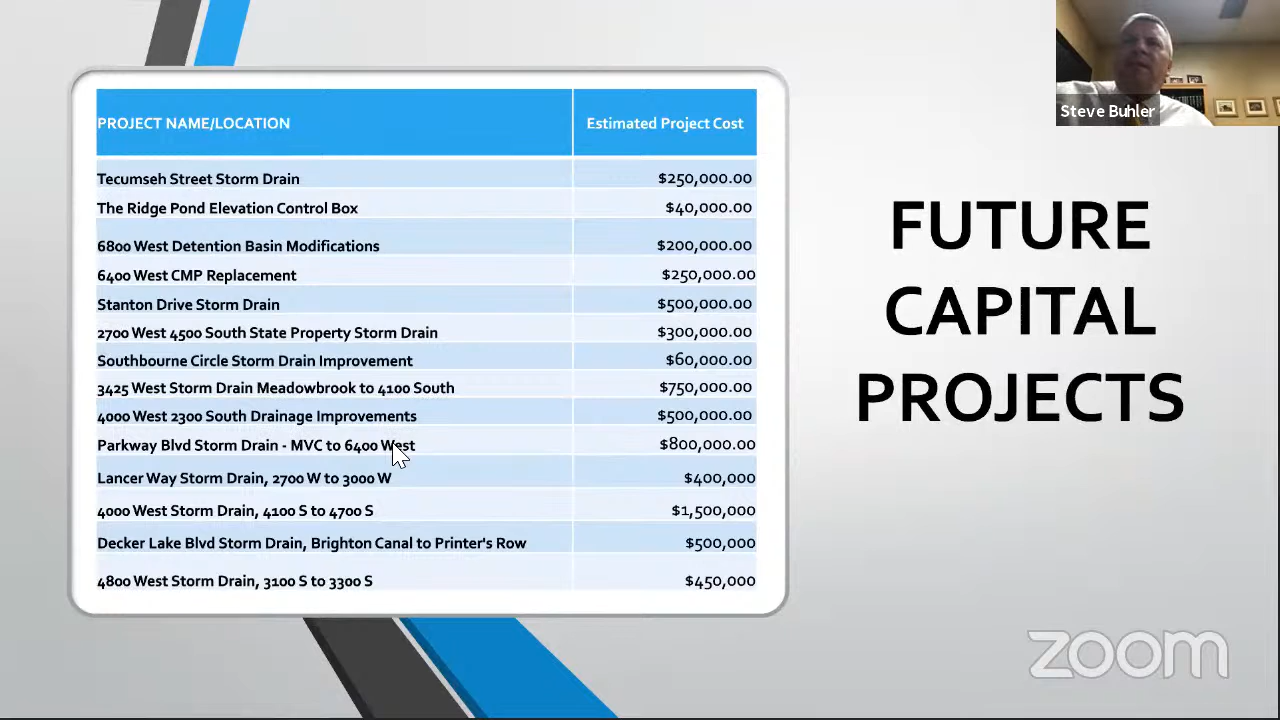 Steve Buhler
PROJECT NAME/LOCATION Estimated Project Cost
Tecumseh Street Storm Drain $250,000.00
The Ridge Pond Elevation Control Box $40,000.00
6800 West Detention Basin Modifications $200,000.00
6400 West CMP Replacement $250,000.00
Stanton Drive Storm Drain $500,000.00
2700 West 4500 South State Property Storm Drain $300,000.00
Southbourne Circle Storm Drain Improvement $60,000.00
3425 West Storm Drain Meadowbrook to 4100 South $750,000.00
4000 West 2300 South Drainage Improvements $500,000.00
Parkway Blvd Storm Drain - MVC to 6400 West $800,000.00
Lancer Way Storm Drain, 2700 W to 3000 W $400,000
4000 West Storm Drain, 4100 S to 4700 S $1,500,000
Decker Lake Blvd Storm Drain, Brighton Canal to Printer's Row $500,000
4800 West Storm Drain, 3100 S to 3300 S $450,000
FUTURE
CAPITAL
PROJECTS
zoom